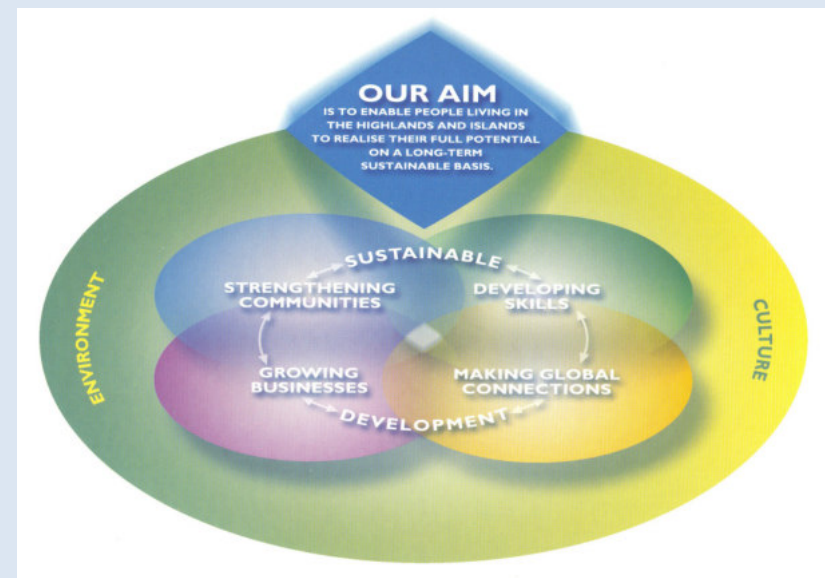 OUR AIM
IS TO ENABLE PEOPLE LIVING IN
THE HIGHLANDS AND ISLANDS
TO REALISE THEIR FULL POTENTIAL
ON A LONG-TERM
SUSTAINABLE BASIS.
SUSTAINABLE
STRENGTHENING
COMMUNITIES
DEVELOPING
SKILLS
ENVIRONMENT
CULTURE
GROWING
BUSINESSES
MAKING GLOBAL
CONNECTIONS
DEVELOPMENT